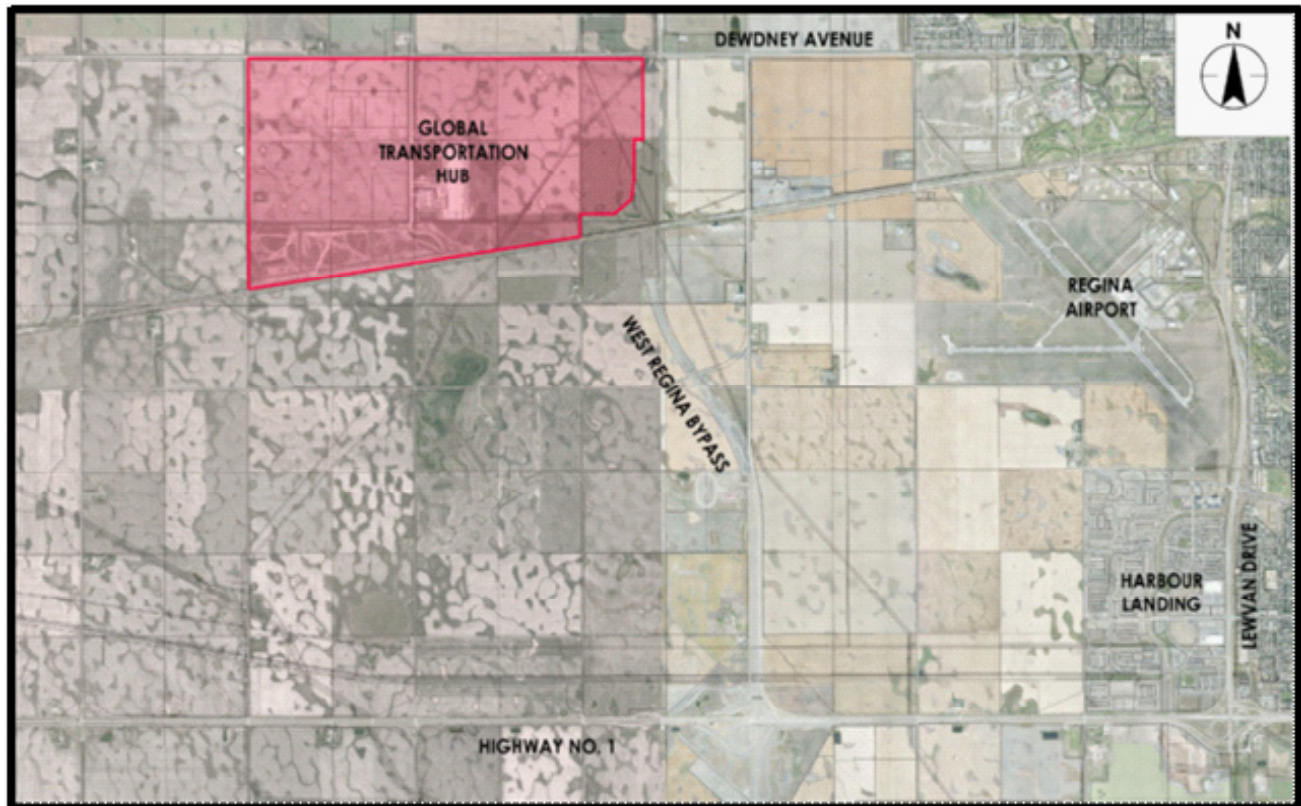 DEWDNEY AVENUE
N
GLOBAL
TRANSPORTATION
HUB
REGINA
AIRPORT
WEST REGINA BYPASS
HARBOUR
LANDING
LEWVAN DRIVE
HIGHWAY NO. 1